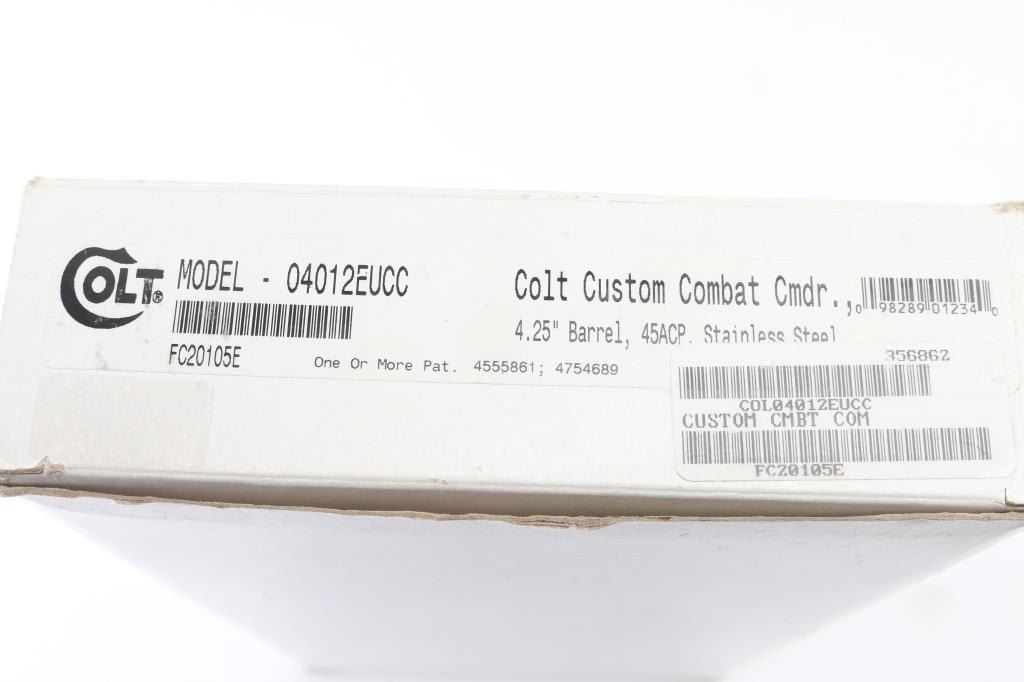 COLT®
MODEL - 04012EUCC
FC20105E
One Or More Pat. 4555861; 4754689
Colt Custom Combat Cmdr.,
4.25" Barrel, 45ACP, Stainless Steel
0 98289 01234 0
356862
COL04012EUCC
CUSTOM CMBT COM
FC20105E